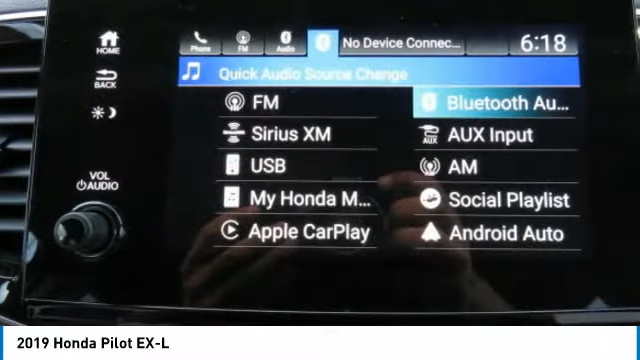 HOME
BACK
VOL
AUDIO
Phone
FM
Audio
No Device Connec...
6:18
Quick Audio Source Change
FM
Bluetooth Au...
Sirius XM
AUX Input
USB
AM
My Honda M...
Social Playlist
Apple CarPlay
Android Auto
AUX
2019 Honda Pilot EX-L